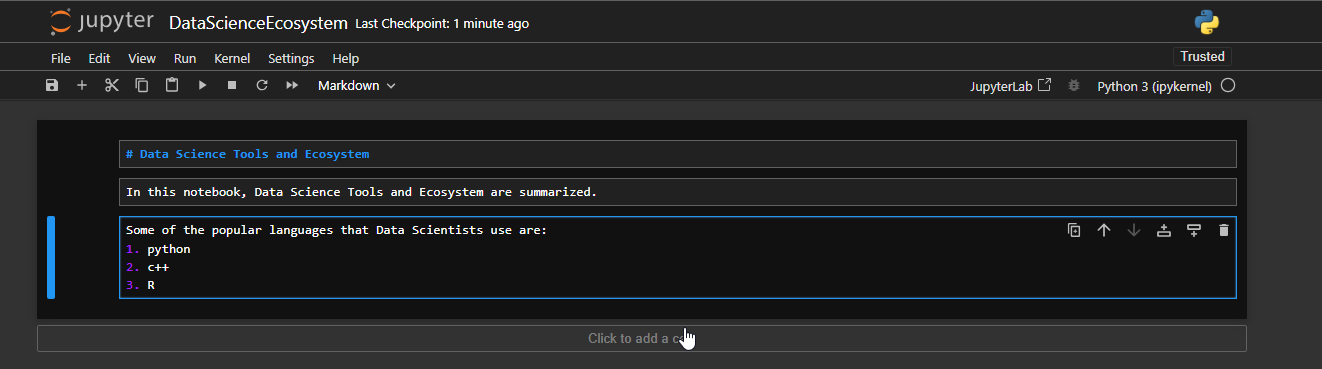 jupyter DataScienceEcosystem Last Checkpoint: 1 minute ago
File Edit View Run Kernel Settings Help Trusted
Markdown JupyterLab Python 3 (ipykernel)
# Data Science Tools and Ecosystem
In this notebook, Data Science Tools and Ecosystem are summarized.
Some of the popular languages that Data Scientists use are:
1. python
2. c++
3. R
Click to add a